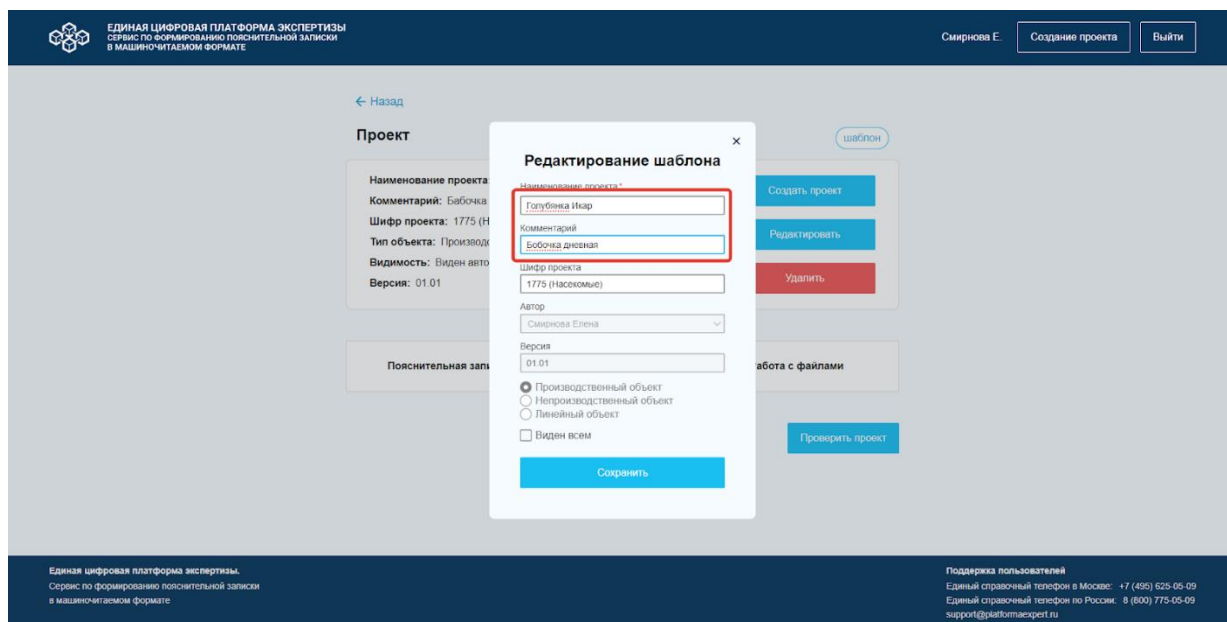 ЕДИНАЯ ЦИФРОВАЯ ПЛАТФОРМА ЭКСПЕРТИЗЫ
СЕРВИС ПО ФОРМИРОВАНИЮ ПОЯСНИТЕЛЬНОЙ ЗАПИСКИ
В МАШИНОЧИТАЕМОМ ФОРМАТЕ
Смирнова Е.
Создание проекта
Выйти
← Назад
Проект
шаблон
Наименование проекта
Комментарий: Бабочка
Шифр проекта: 1775 (Н
Тип объекта: Производс
Видимость: Виден авто
Версия: 01.01
Создать проект
Редактировать
Удалить
Пояснительная запи
абота с файлами
Проверить проект
×
Редактирование шаблона
Наименование проекта*
Голубянка Икар
Комментарий
Бобочка дневная
Шифр проекта
1775 (Насекомые)
Автор
Смирнова Елена
Версия
01.01
Производственный объект
Непроизводственный объект
Линейный объект
Виден всем
Сохранить
Единая цифровая платформа экспертизы.
Сервис по формированию пояснительной записки
в машиночитаемом формате
Поддержка пользователей
Единый справочный телефон в Москве: +7 (495) 625-05-09
Единый справочный телефон по России: 8 (800) 775-05-09
support@platformaexpert.ru